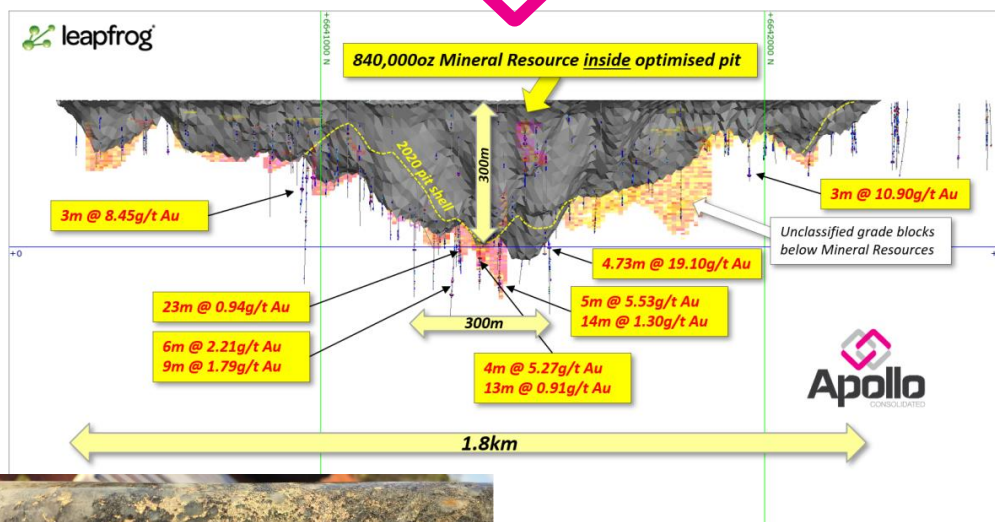 leapfrog
+6641000 N
+6642000 N
840,000oz Mineral Resource inside optimised pit
2020 pit shell
300m
3m @ 8.45g/t Au
3m @ 10.90g/t Au
Unclassified grade blocks
below Mineral Resources
+0
4.73m @ 19.10g/t Au
23m @ 0.94g/t Au
5m @ 5.53g/t Au
14m @ 1.30g/t Au
300m
6m @ 2.21g/t Au
9m @ 1.79g/t Au
4m @ 5.27g/t Au
13m @ 0.91g/t Au
Apollo
CONSOLIDATED
1.8km